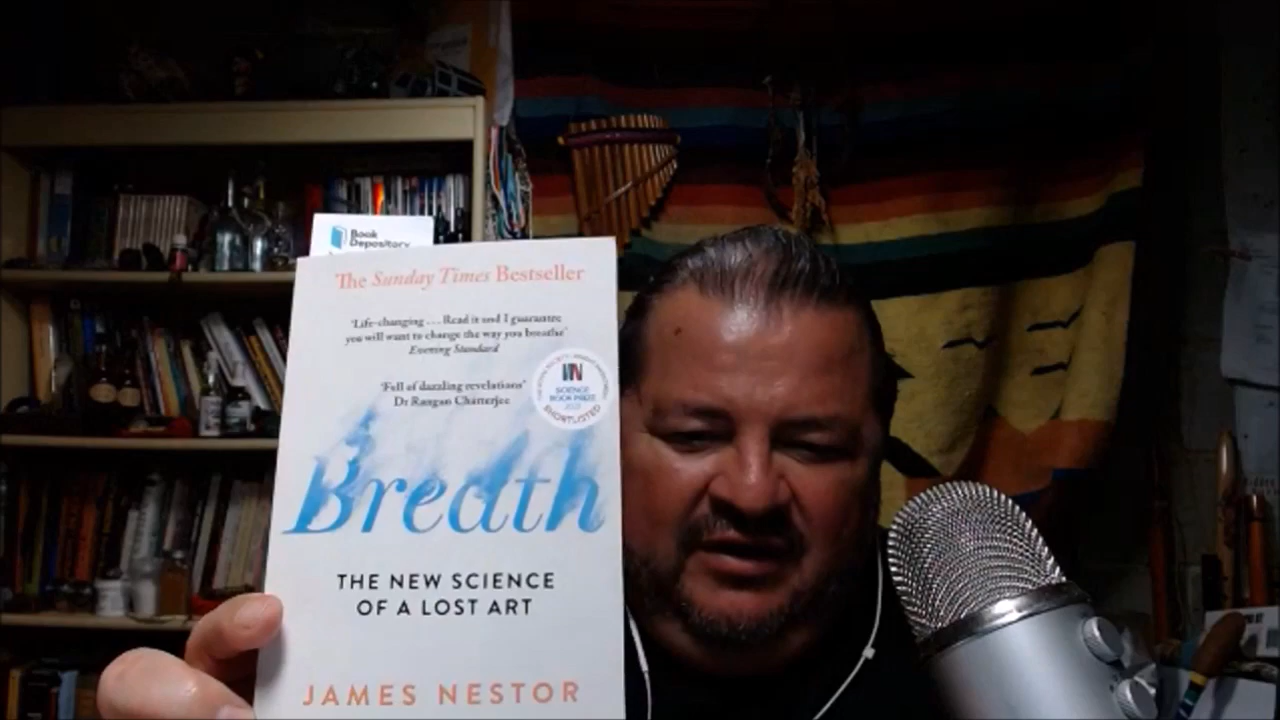 Book
Depository
The Sunday Times Bestseller
'Life-changing ... Read it and I guarantee
you will want to change the way you breathe'
Evening Standard
'Full of dazzling revelations'
Dr Rangan Chatterjee
SCIENCE
BOOK PRIZE
SHORTLISTED
Breath
THE NEW SCIENCE
OF A LOST ART
JAMES NESTOR